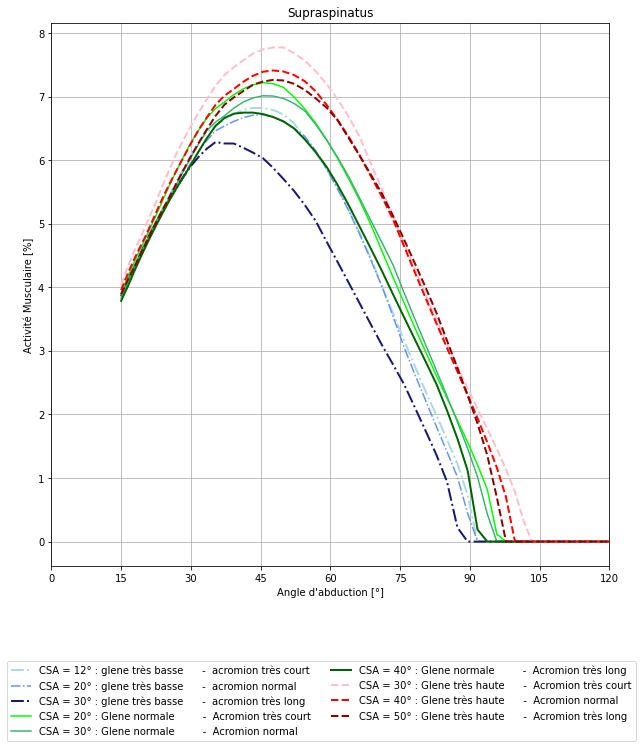 Supraspinatus
8
7
6
5
4
3
2
1
0
Activité Musculaire [%]
0 15 30 45 60 75 90 105 120
Angle d'abduction [°]
CSA = 12° : glene très basse - acromion très court
CSA = 20° : glene très basse - acromion normal
CSA = 30° : glene très basse - acromion très long
CSA = 20° : Glene normale - Acromion très court
CSA = 30° : Glene normale - Acromion normal
CSA = 40° : Glene normale - Acromion très long
CSA = 30° : Glene très haute - Acromion très court
CSA = 40° : Glene très haute - Acromion normal
CSA = 50° : Glene très haute - Acromion très long